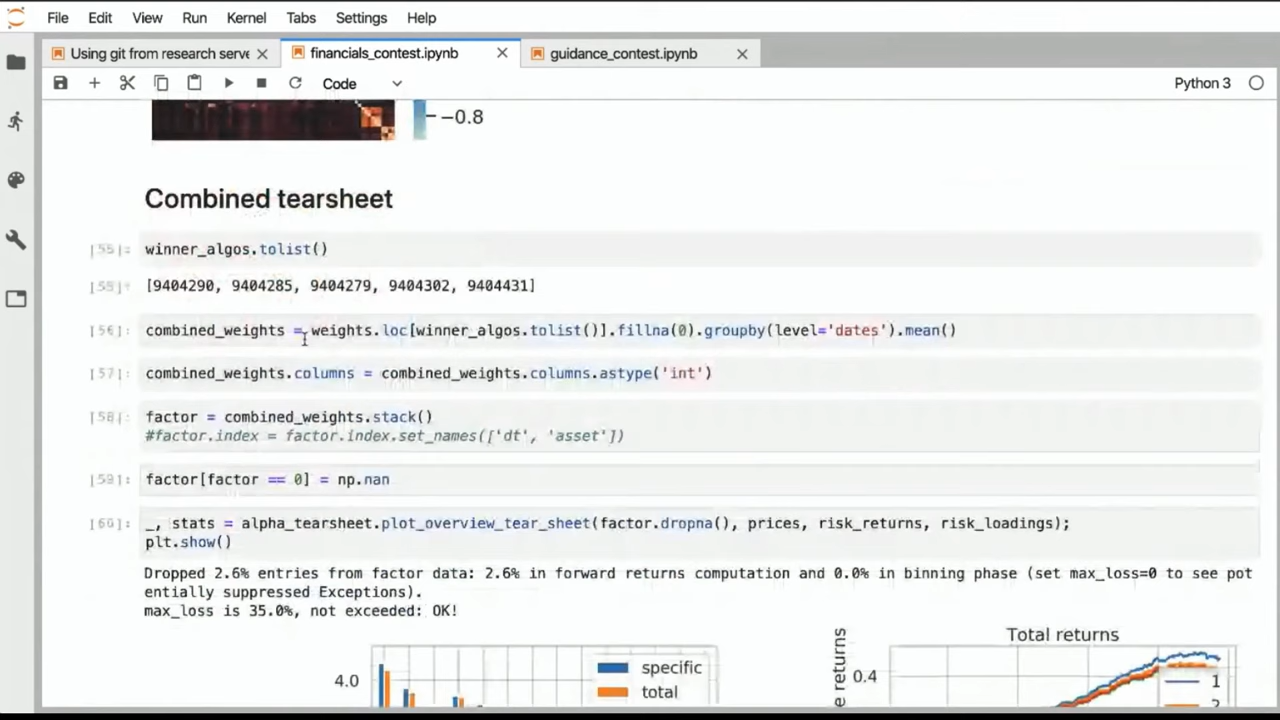 File Edit View Run Kernel Tabs Settings Help
Using git from research serve financials_contest.ipynb guidance_contest.ipynb
Code Python 3
−0.8
Combined tearsheet
[55]: winner_algos.tolist()
[55]: [9404290, 9404285, 9404279, 9404302, 9404431]
[56]: combined_weights = weights.loc[winner_algos.tolist()].fillna(0).groupby(level='dates').mean()
[57]: combined_weights.columns = combined_weights.columns.astype('int')
[58]: factor = combined_weights.stack()
#factor.index = factor.index.set_names(['dt', 'asset'])
[59]: factor[factor == 0] = np.nan
[60]: _, stats = alpha_tearsheet.plot_overview_tear_sheet(factor.dropna(), prices, risk_returns, risk_loadings);
plt.show()
Dropped 2.6% entries from factor data: 2.6% in forward returns computation and 0.0% in binning phase (set max_loss=0 to see pot
entially suppressed Exceptions).
max_loss is 35.0%, not exceeded: OK!
Total returns
specific
total
4.0
e returns
0.4
1
2